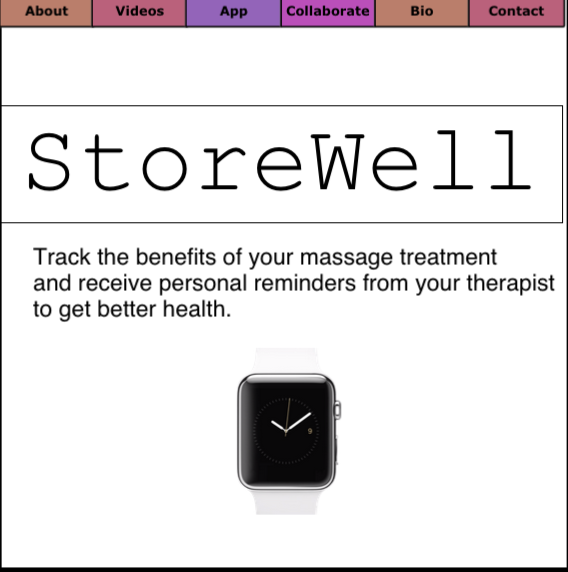 About Videos App Collaborate Bio Contact
StoreWell
Track the benefits of your massage treatment
and receive personal reminders from your therapist
to get better health.
9